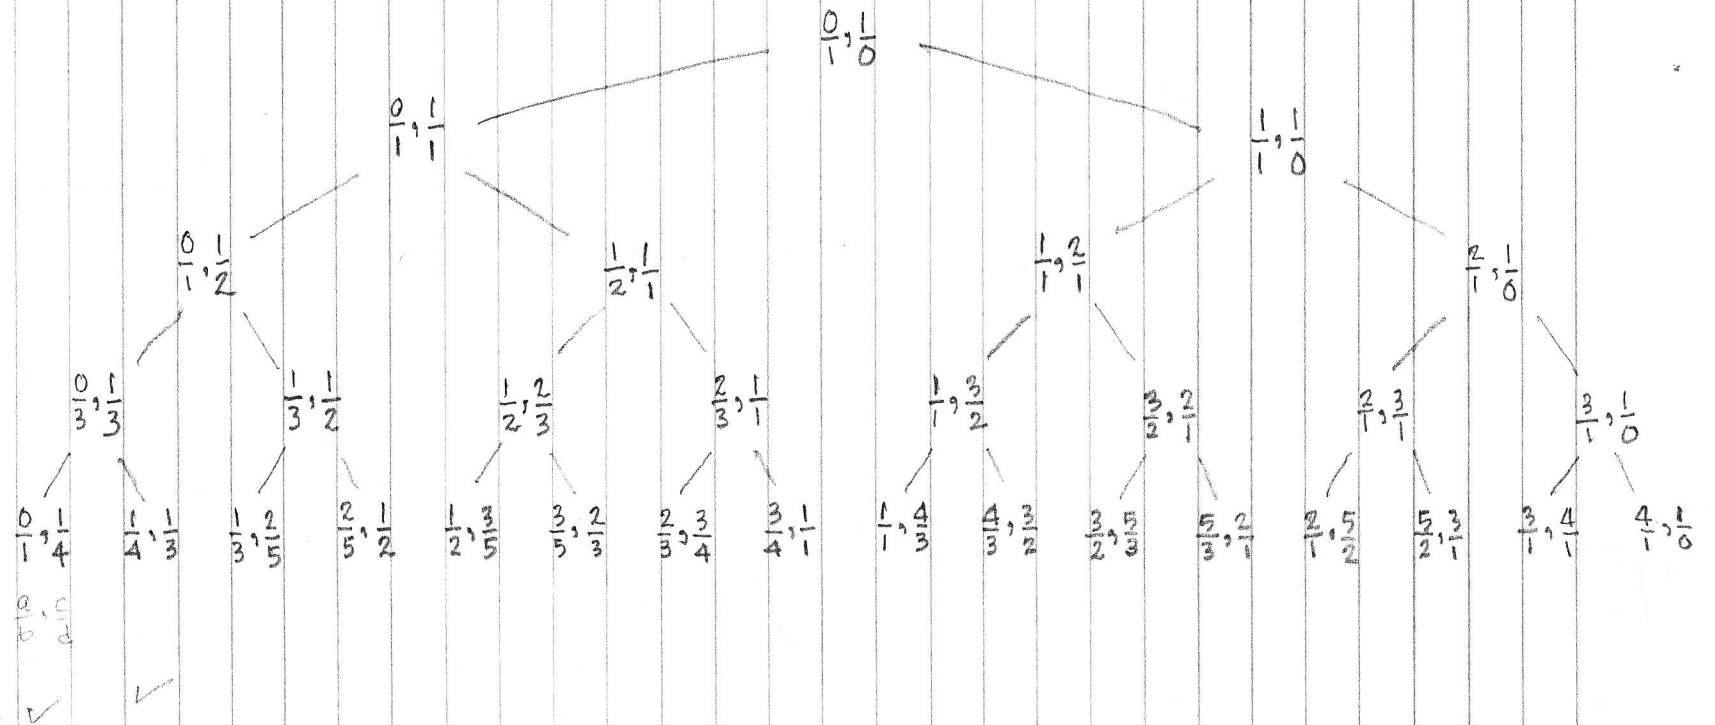 0/1, 1/0
0/1, 1/1 1/1, 1/0
0/1, 1/2 1/2, 1/1 1/1, 2/1 2/1, 1/0
0/3, 1/3 1/3, 1/2 1/2, 2/3 2/3, 1/1 1/1, 3/2 3/2, 2/1 2/1, 3/1 3/1, 1/0
0/1, 1/4 1/4, 1/3 1/3, 2/5 2/5, 1/2 1/2, 3/5 3/5, 2/3 2/3, 3/4 3/4, 1/1 1/1, 4/3 4/3, 3/2 3/2, 5/3 5/3, 2/1 2/1, 5/2 5/2, 3/1 3/1, 4/1 4/1, 1/0
a/b, c/d